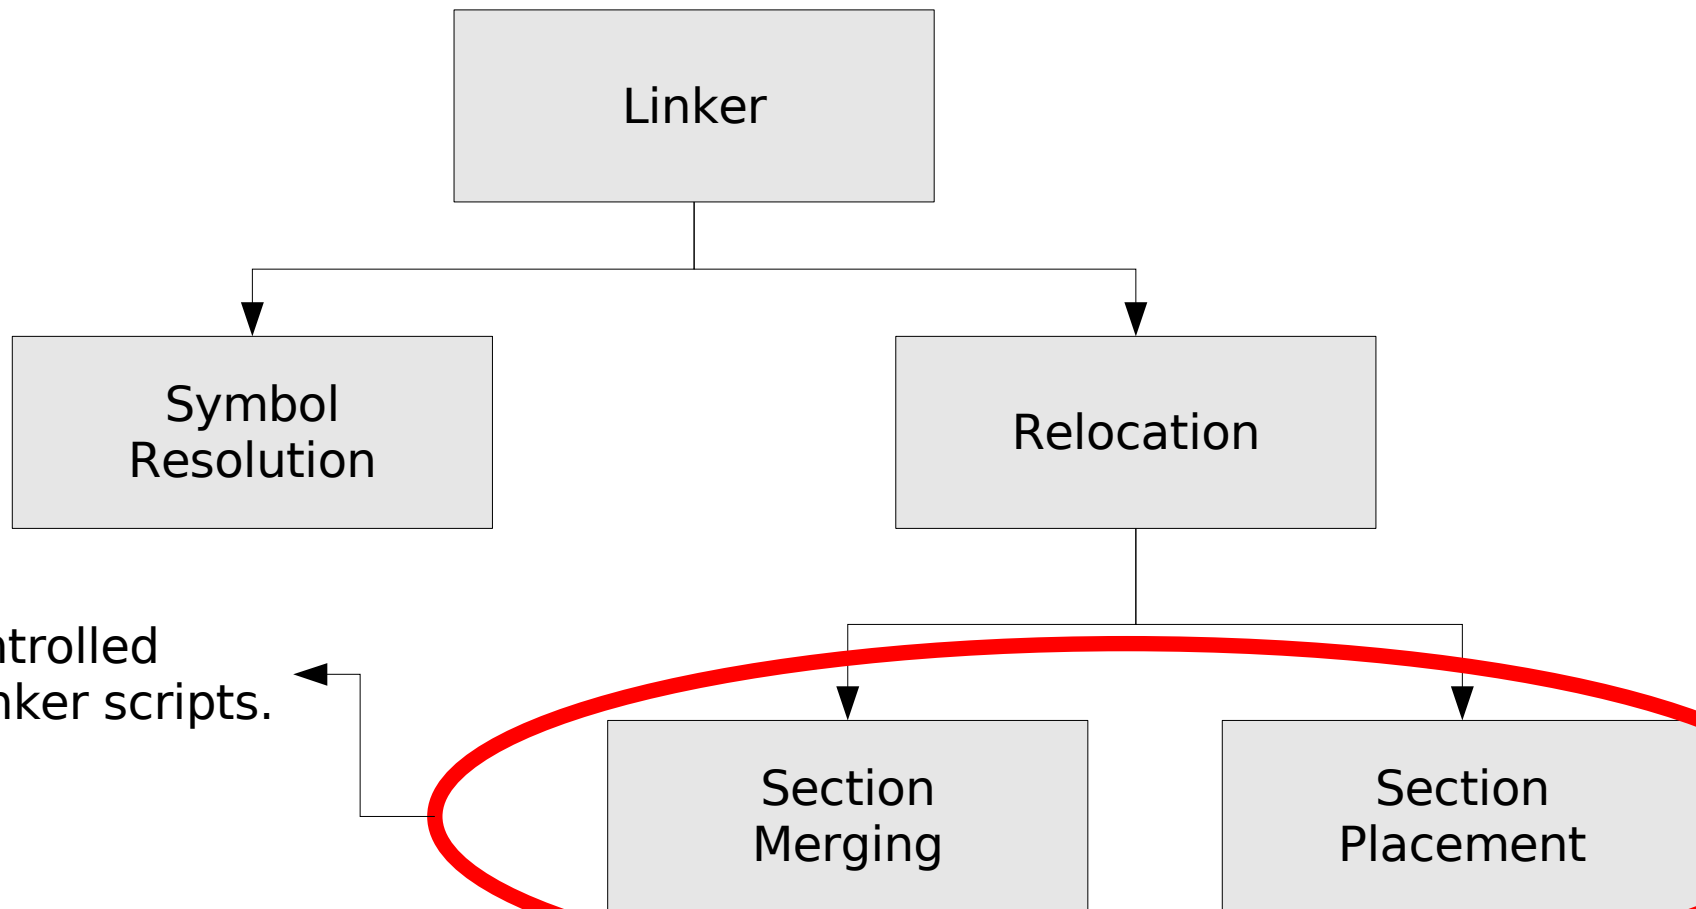 Linker
Symbol
Resolution
Relocation
ntrolled
nker scripts.
Section
Merging
Section
Placement